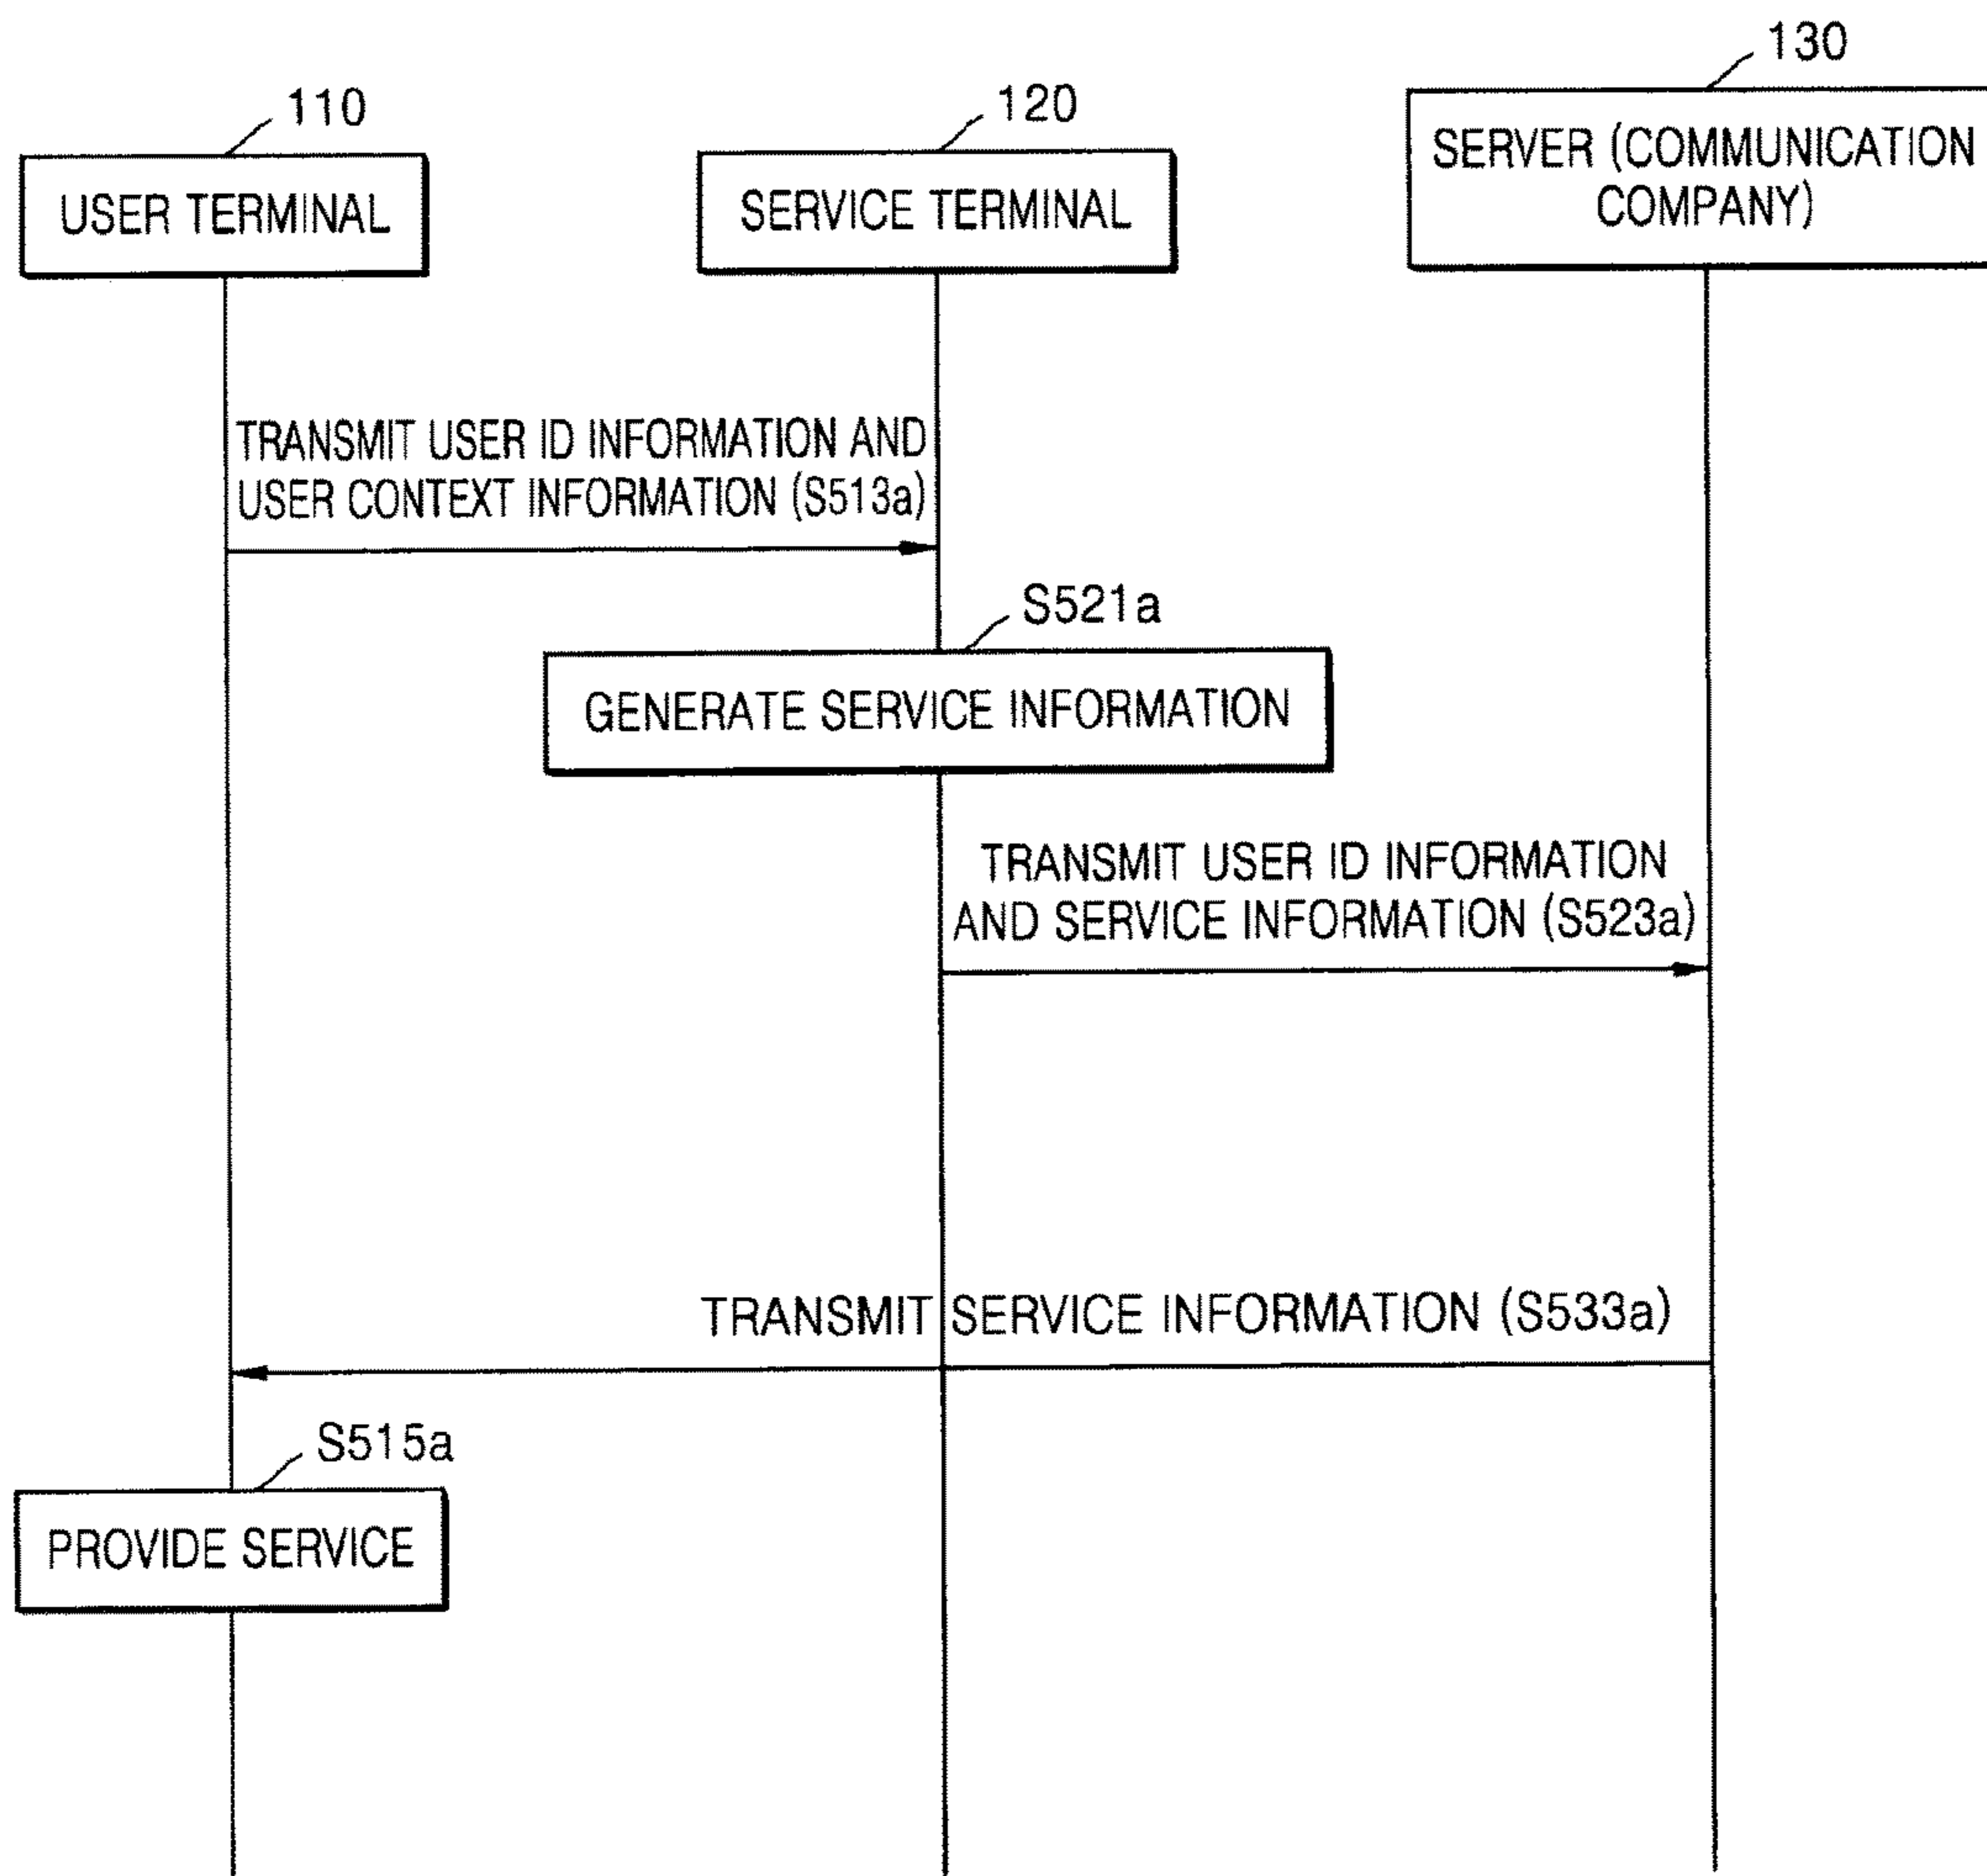 130
110
120
SERVER (COMMUNICATION
COMPANY)
USER TERMINAL
SERVICE TERMINAL
TRANSMIT USER ID INFORMATION AND
USER CONTEXT INFORMATION (S513a)
S521a
GENERATE SERVICE INFORMATION
TRANSMIT USER ID INFORMATION
AND SERVICE INFORMATION (S523a)
TRANSMIT SERVICE INFORMATION (S533a)
S515a
PROVIDE SERVICE